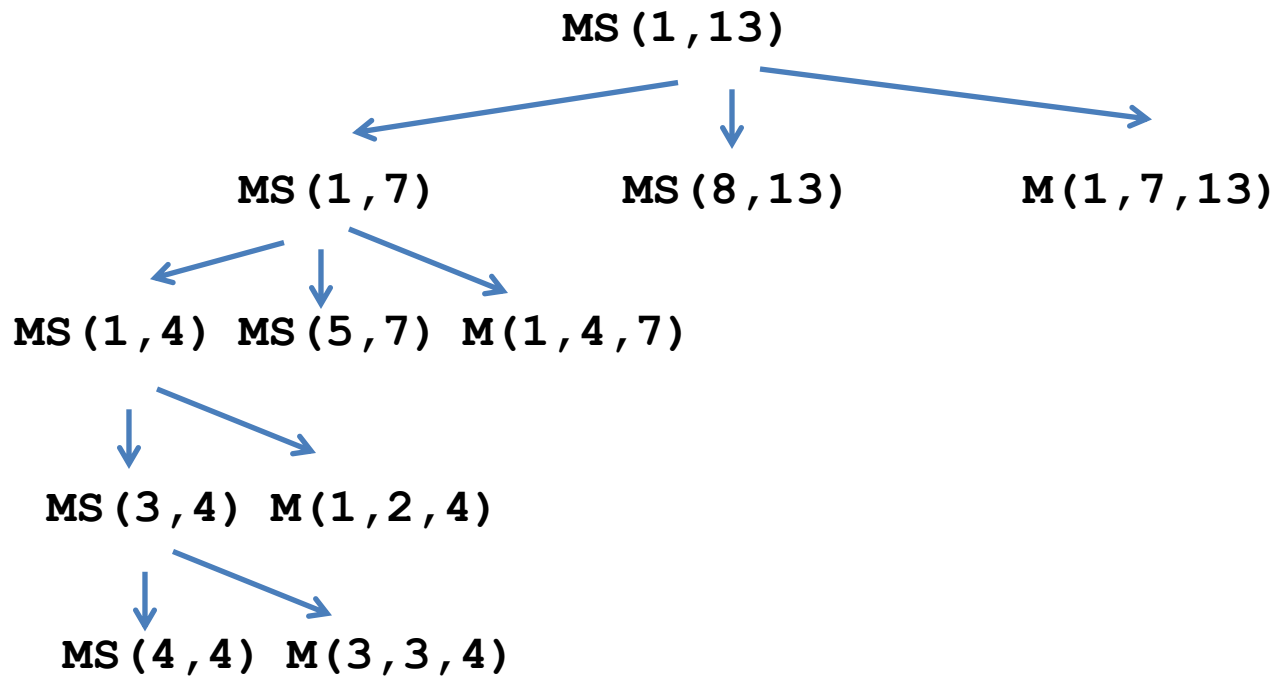 MS(1,13)
MS(1,7) MS(8,13) M(1,7,13)
MS(1,4) MS(5,7) M(1,4,7)
MS(3,4) M(1,2,4)
MS(4,4) M(3,3,4)